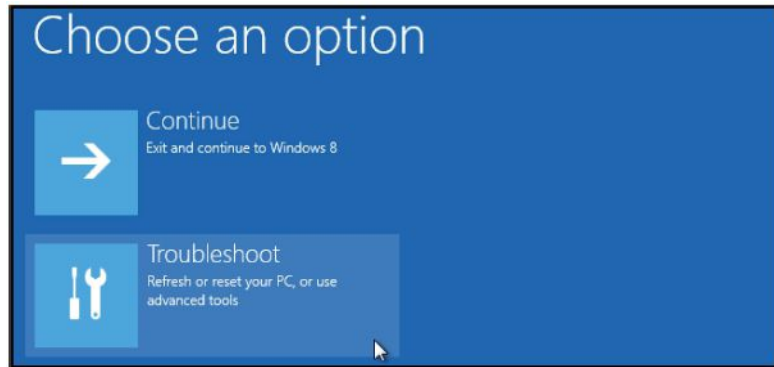 Choose an option
Continue
Exit and continue to Windows 8
Troubleshoot
Refresh or reset your PC, or use
advanced tools